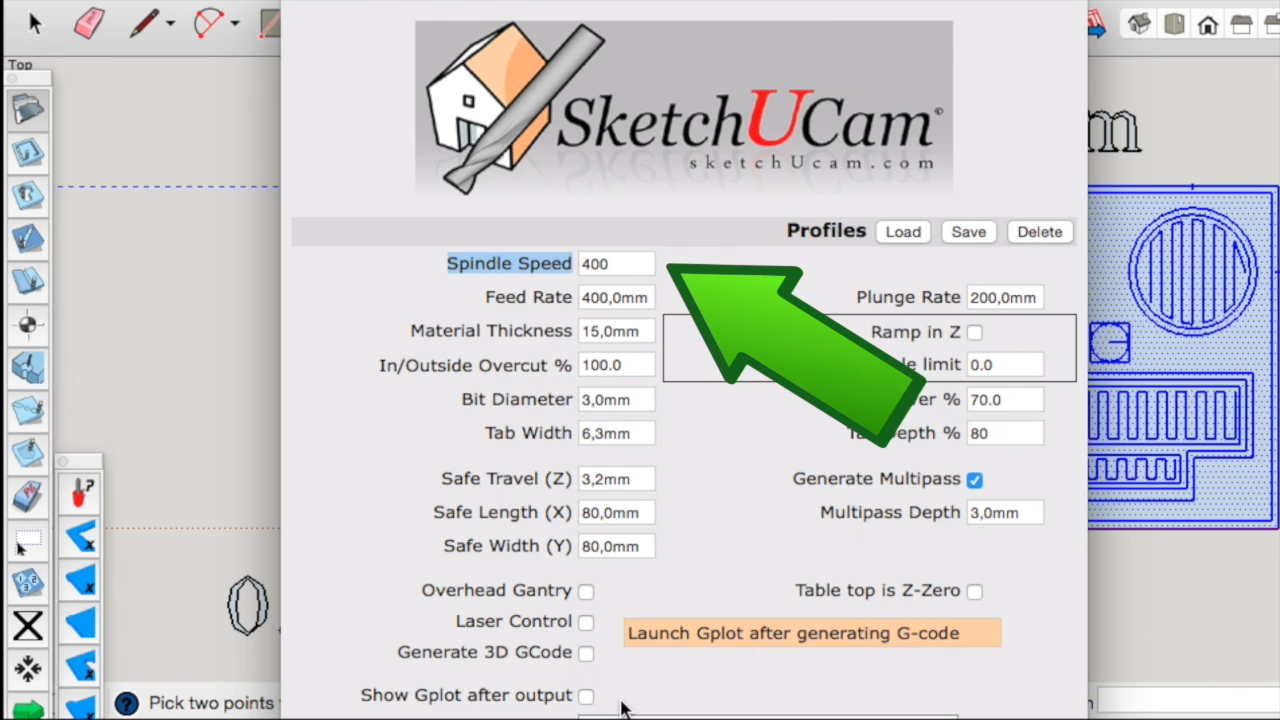 Top
SketchUCam©
sketchUcam.com
m
Profiles Load Save Delete
Spindle Speed 400
Feed Rate 400,0mm Plunge Rate 200,0mm
Material Thickness 15,0mm Ramp in Z
In/Outside Overcut % 100.0 limit 0.0
Bit Diameter 3,0mm % 70.0
Tab Width 6,3mm Depth % 80
Safe Travel (Z) 3,2mm Generate Multipass
Safe Length (X) 80,0mm Multipass Depth 3,0mm
Safe Width (Y) 80,0mm
Overhead Gantry Table top is Z-Zero
Laser Control
Launch Gplot after generating G-code
Generate 3D GCode
Show Gplot after output
0
Pick two points